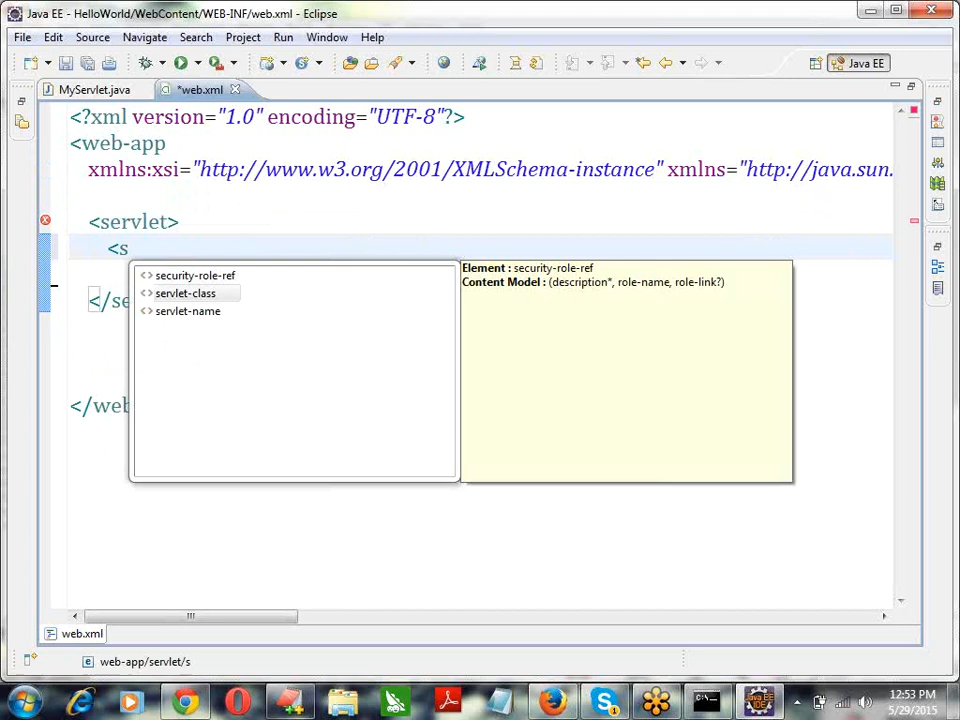 Java EE - HelloWorld/WebContent/WEB-INF/web.xml - Eclipse
File Edit Source Navigate Search Project Run Window Help
Java EE
MyServlet.java *web.xml
<?xml version="1.0" encoding="UTF-8"?>
<web-app
xmlns:xsi="http://www.w3.org/2001/XMLSchema-instance" xmlns="http://java.sun.
<servlet>
<s
security-role-ref
servlet-class
servlet-name
Element : security-role-ref
Content Model : (description*, role-name, role-link?)
</se
</web
web.xml
web-app/servlet/s
12:53 PM
5/29/2015